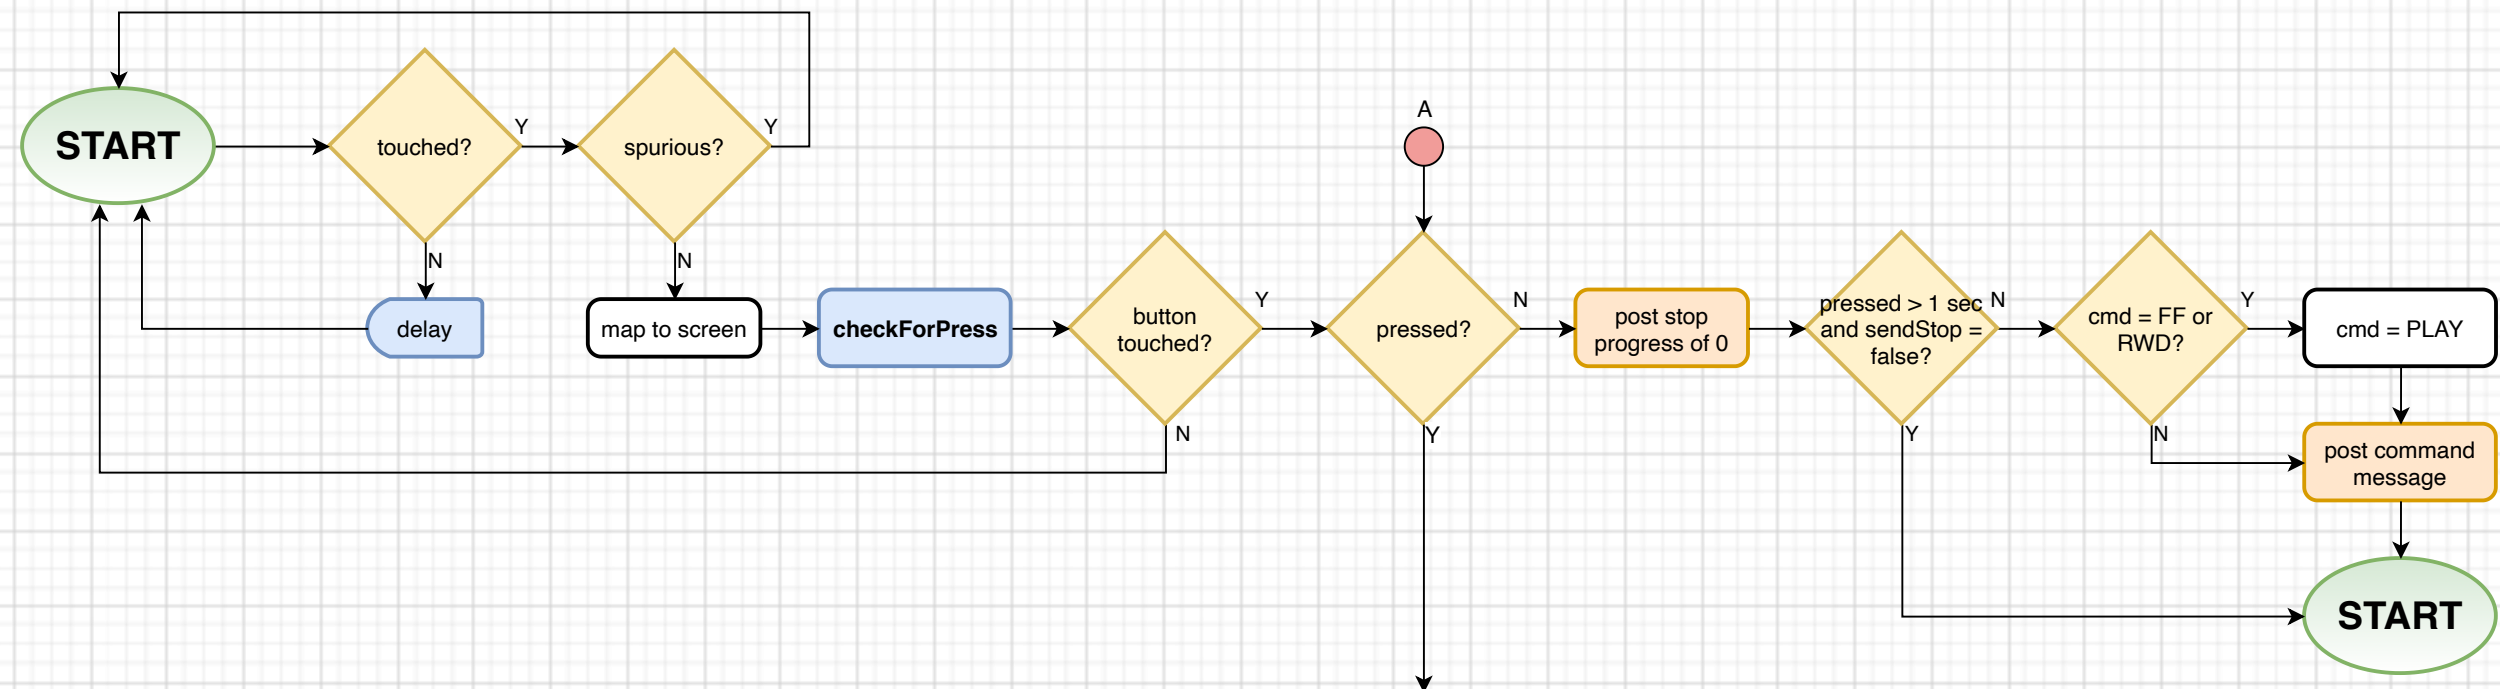 START
touched?
Y
spurious?
Y
N
delay
N
map to screen
checkForPress
button
touched?
Y
N
A
pressed?
N
Y
post stop
progress of 0
pressed > 1 sec
and sendStop =
false?
N
Y
cmd = FF or
RWD?
Y
N
cmd = PLAY
post command
message
START